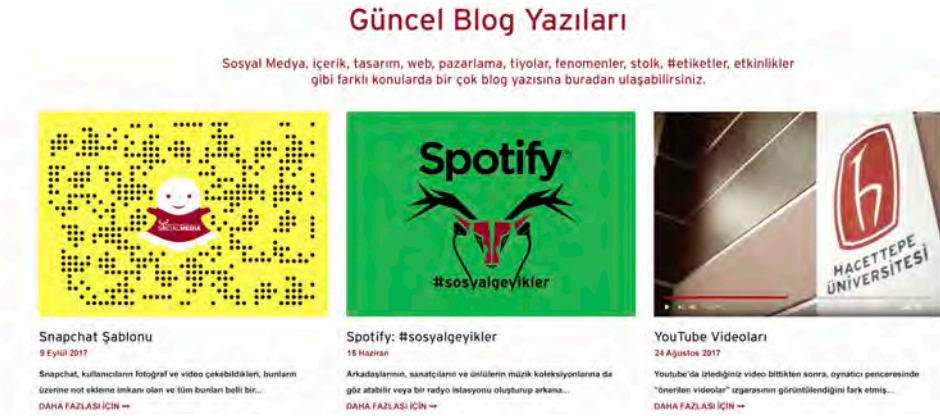 Güncel Blog Yazıları
Sosyal Medya, içerik, tasarım, web, pazarlama, tiyolar, fenomenler, stolk, #etiketler, etkinlikler
gibi farklı konularda bir çok blog yazısına buradan ulaşabilirsiniz.
SOCIALMEDIA
Spotify
#sosyalgeyikler
h
HACETTEPE
ÜNİVERSİTESİ
Snapchat Şablonu
9 Eylül 2017
Snapchat, kullanıcıların fotoğraf ve video çekebildikleri, bunların
üzerine not ekleme imkanı olan ve tüm bunları belli bir...
DAHA FAZLASI İÇİN →
Spotify: #sosyalgeyikler
15 Haziran
Arkadaşlarının, sanatçıların ve ünlülerin müzik koleksiyonlarına da
göz atabilir veya bir radyo istasyonu oluşturup arkana...
DAHA FAZLASI İÇİN →
YouTube Videoları
24 Ağustos 2017
Youtube'da izlediğiniz video bittikten sonra, oynatıcı penceresinde
"önerilen videolar" ızgarasının görüntülendiğini fark etmiş...
DAHA FAZLASI İÇİN →